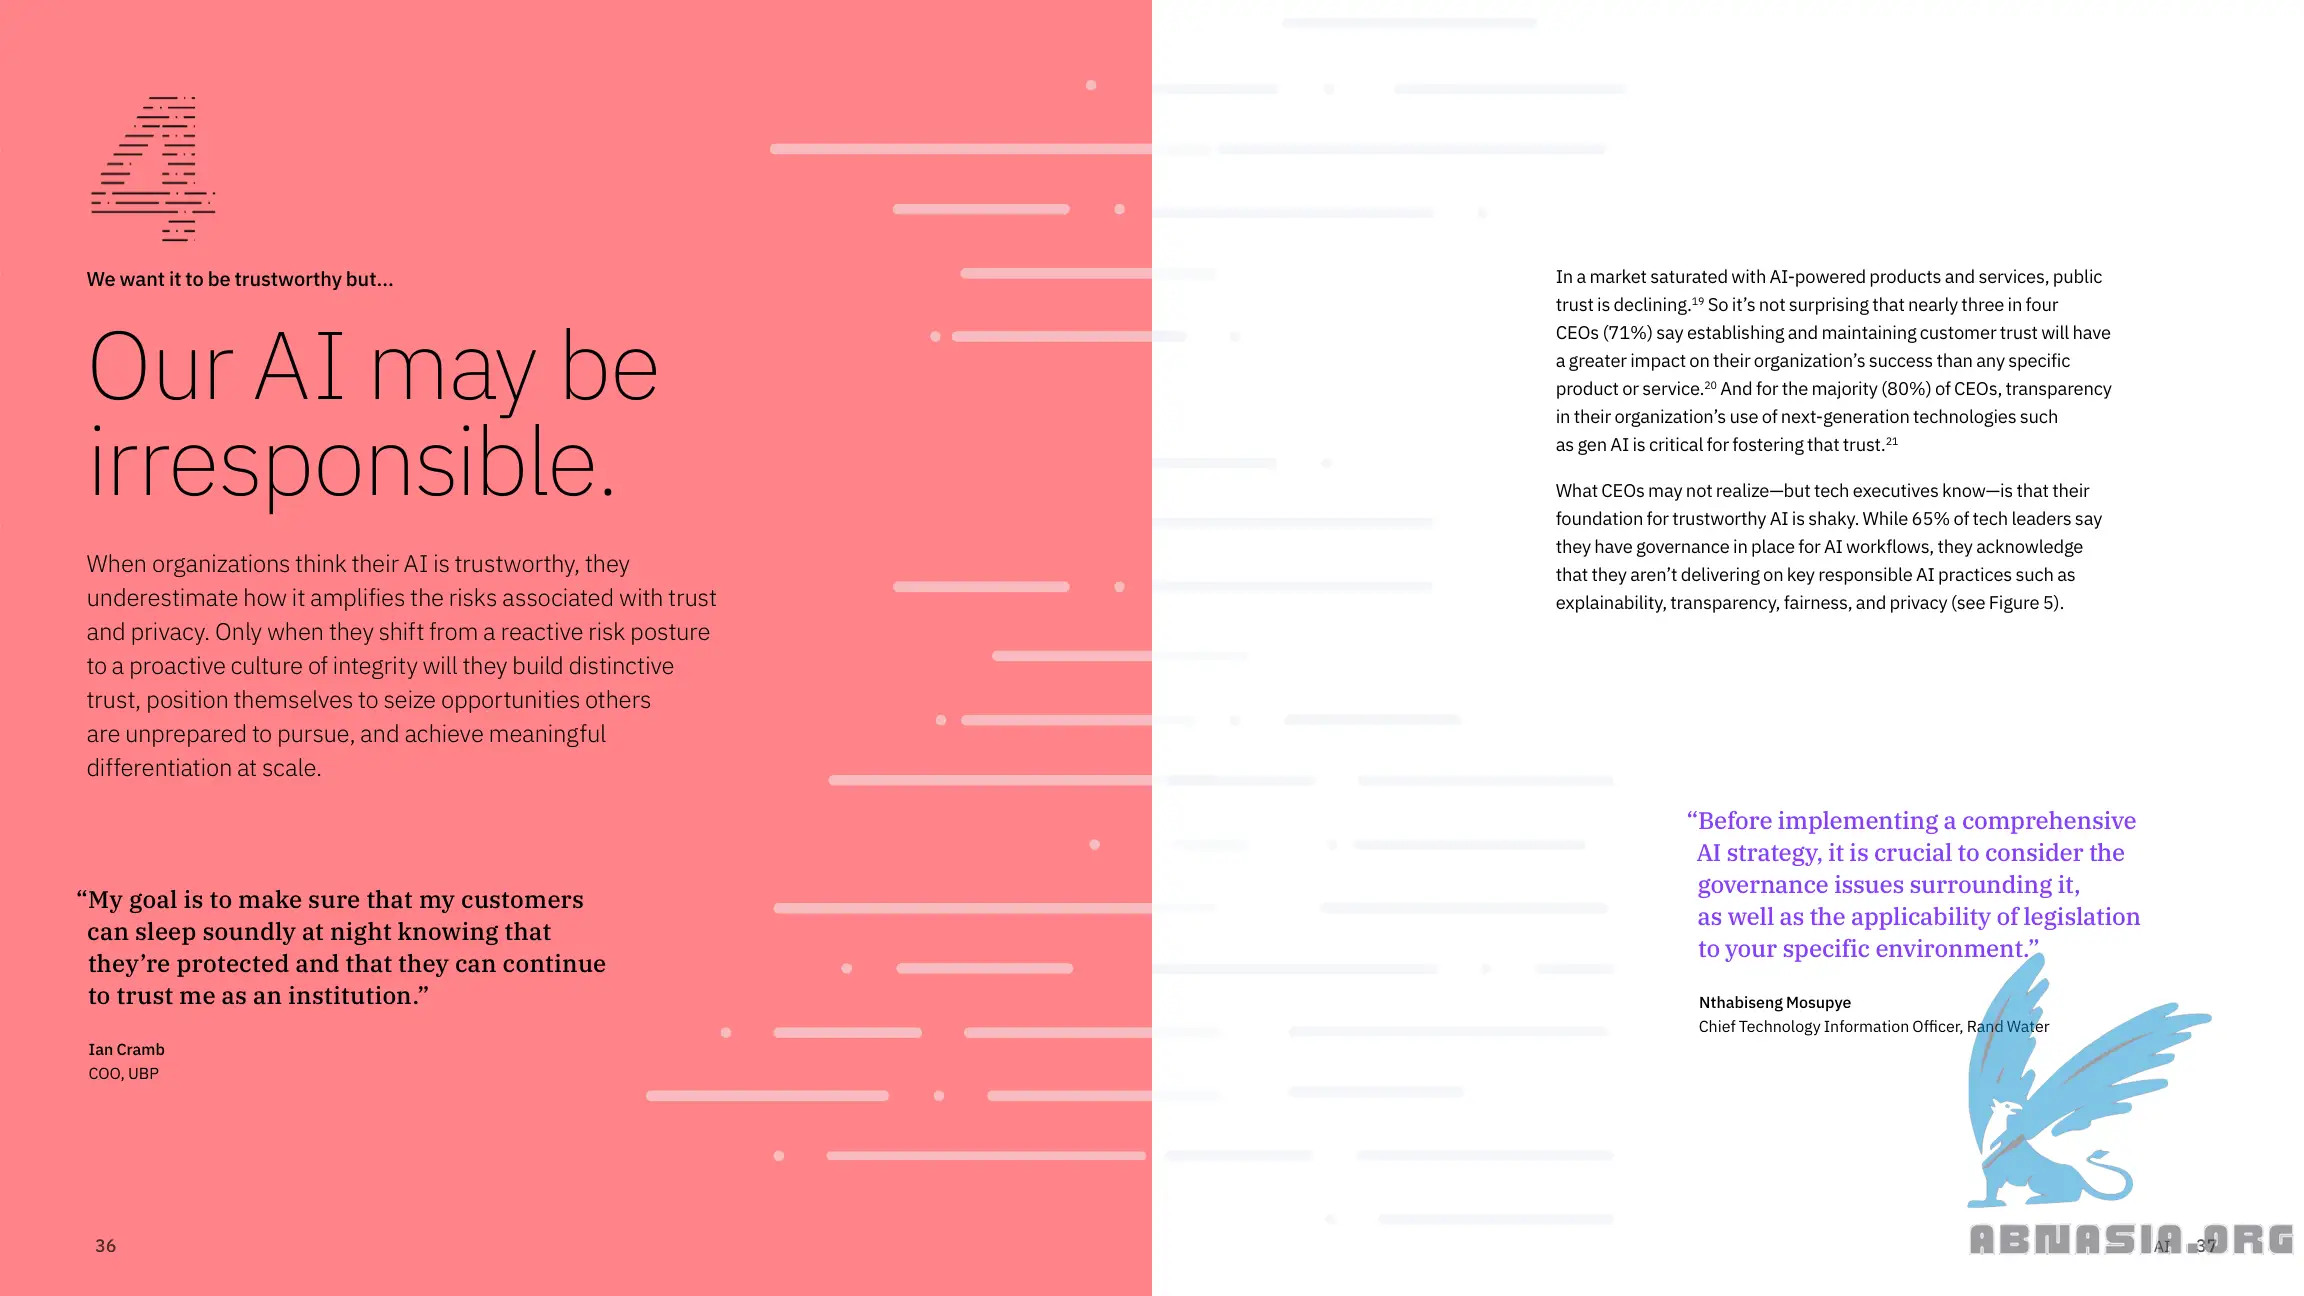 4
We want it to be trustworthy but...
Our AI may be
irresponsible.
When organizations think their AI is trustworthy, they
underestimate how it amplifies the risks associated with trust
and privacy. Only when they shift from a reactive risk posture
to a proactive culture of integrity will they build distinctive
trust, position themselves to seize opportunities others
are unprepared to pursue, and achieve meaningful
differentiation at scale.
“My goal is to make sure that my customers
can sleep soundly at night knowing that
they’re protected and that they can continue
to trust me as an institution.”
Ian Cramb
COO, UBP
36
In a market saturated with AI-powered products and services, public
trust is declining.¹⁹ So it’s not surprising that nearly three in four
CEOs (71%) say establishing and maintaining customer trust will have
a greater impact on their organization’s success than any specific
product or service.²⁰ And for the majority (80%) of CEOs, transparency
in their organization’s use of next-generation technologies such
as gen AI is critical for fostering that trust.²¹
What CEOs may not realize—but tech executives know—is that their
foundation for trustworthy AI is shaky. While 65% of tech leaders say
they have governance in place for AI workflows, they acknowledge
that they aren’t delivering on key responsible AI practices such as
explainability, transparency, fairness, and privacy (see Figure 5).
“Before implementing a comprehensive
AI strategy, it is crucial to consider the
governance issues surrounding it,
as well as the applicability of legislation
to your specific environment.”
Nthabiseng Mosupye
Chief Technology Information Officer, Rand Water
ABNASIA.ORG
AI 37